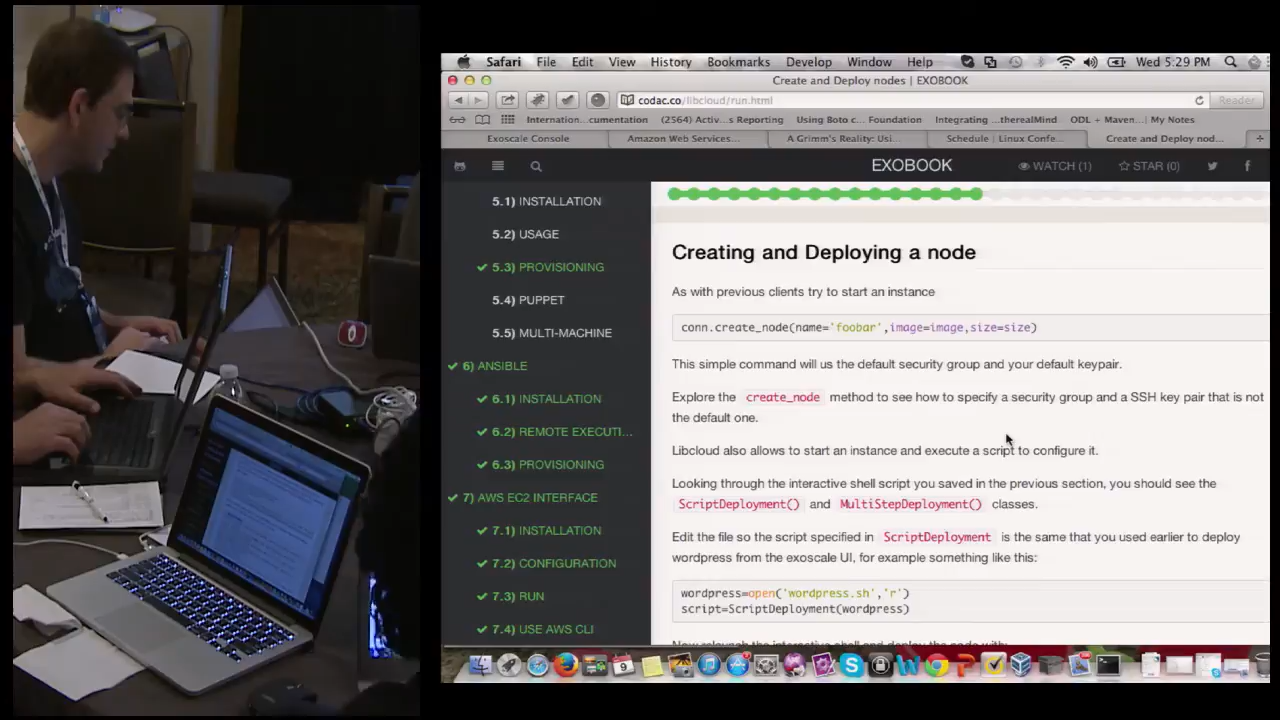 Safari File Edit View History Bookmarks Develop Window Help Wed 5:29 PM
Create and Deploy nodes | EXOBOOK
codac.co/libcloud/run.html
Reader
Internation...cumentation (2564) Activ...s Reporting Using Boto c... Foundation Integrating ...therealMind ODL + Maven...| My Notes
Exoscale Console Amazon Web Services... A Grimm's Reality: Usi... Schedule | Linux Confe... Create and Deploy nod...
EXOBOOK WATCH (1) STAR (0)
5.1) INSTALLATION
5.2) USAGE
5.3) PROVISIONING
5.4) PUPPET
5.5) MULTI-MACHINE
6) ANSIBLE
6.1) INSTALLATION
6.2) REMOTE EXECUTI...
6.3) PROVISIONING
7) AWS EC2 INTERFACE
7.1) INSTALLATION
7.2) CONFIGURATION
7.3) RUN
7.4) USE AWS CLI
Creating and Deploying a node
As with previous clients try to start an instance
conn.create_node(name='foobar',image=image,size=size)
This simple command will us the default security group and your default keypair.
Explore the create_node method to see how to specify a security group and a SSH key pair that is not
the default one.
Libcloud also allows to start an instance and execute a script to configure it.
Looking through the interactive shell script you saved in the previous section, you should see the
ScriptDeployment() and MultiStepDeployment() classes.
Edit the file so the script specified in ScriptDeployment is the same that you used earlier to deploy
wordpress from the exoscale UI, for example something like this:
wordpress=open('wordpress.sh','r')
script=ScriptDeployment(wordpress)
Now relaunch the interactive shell and deploy the node with: